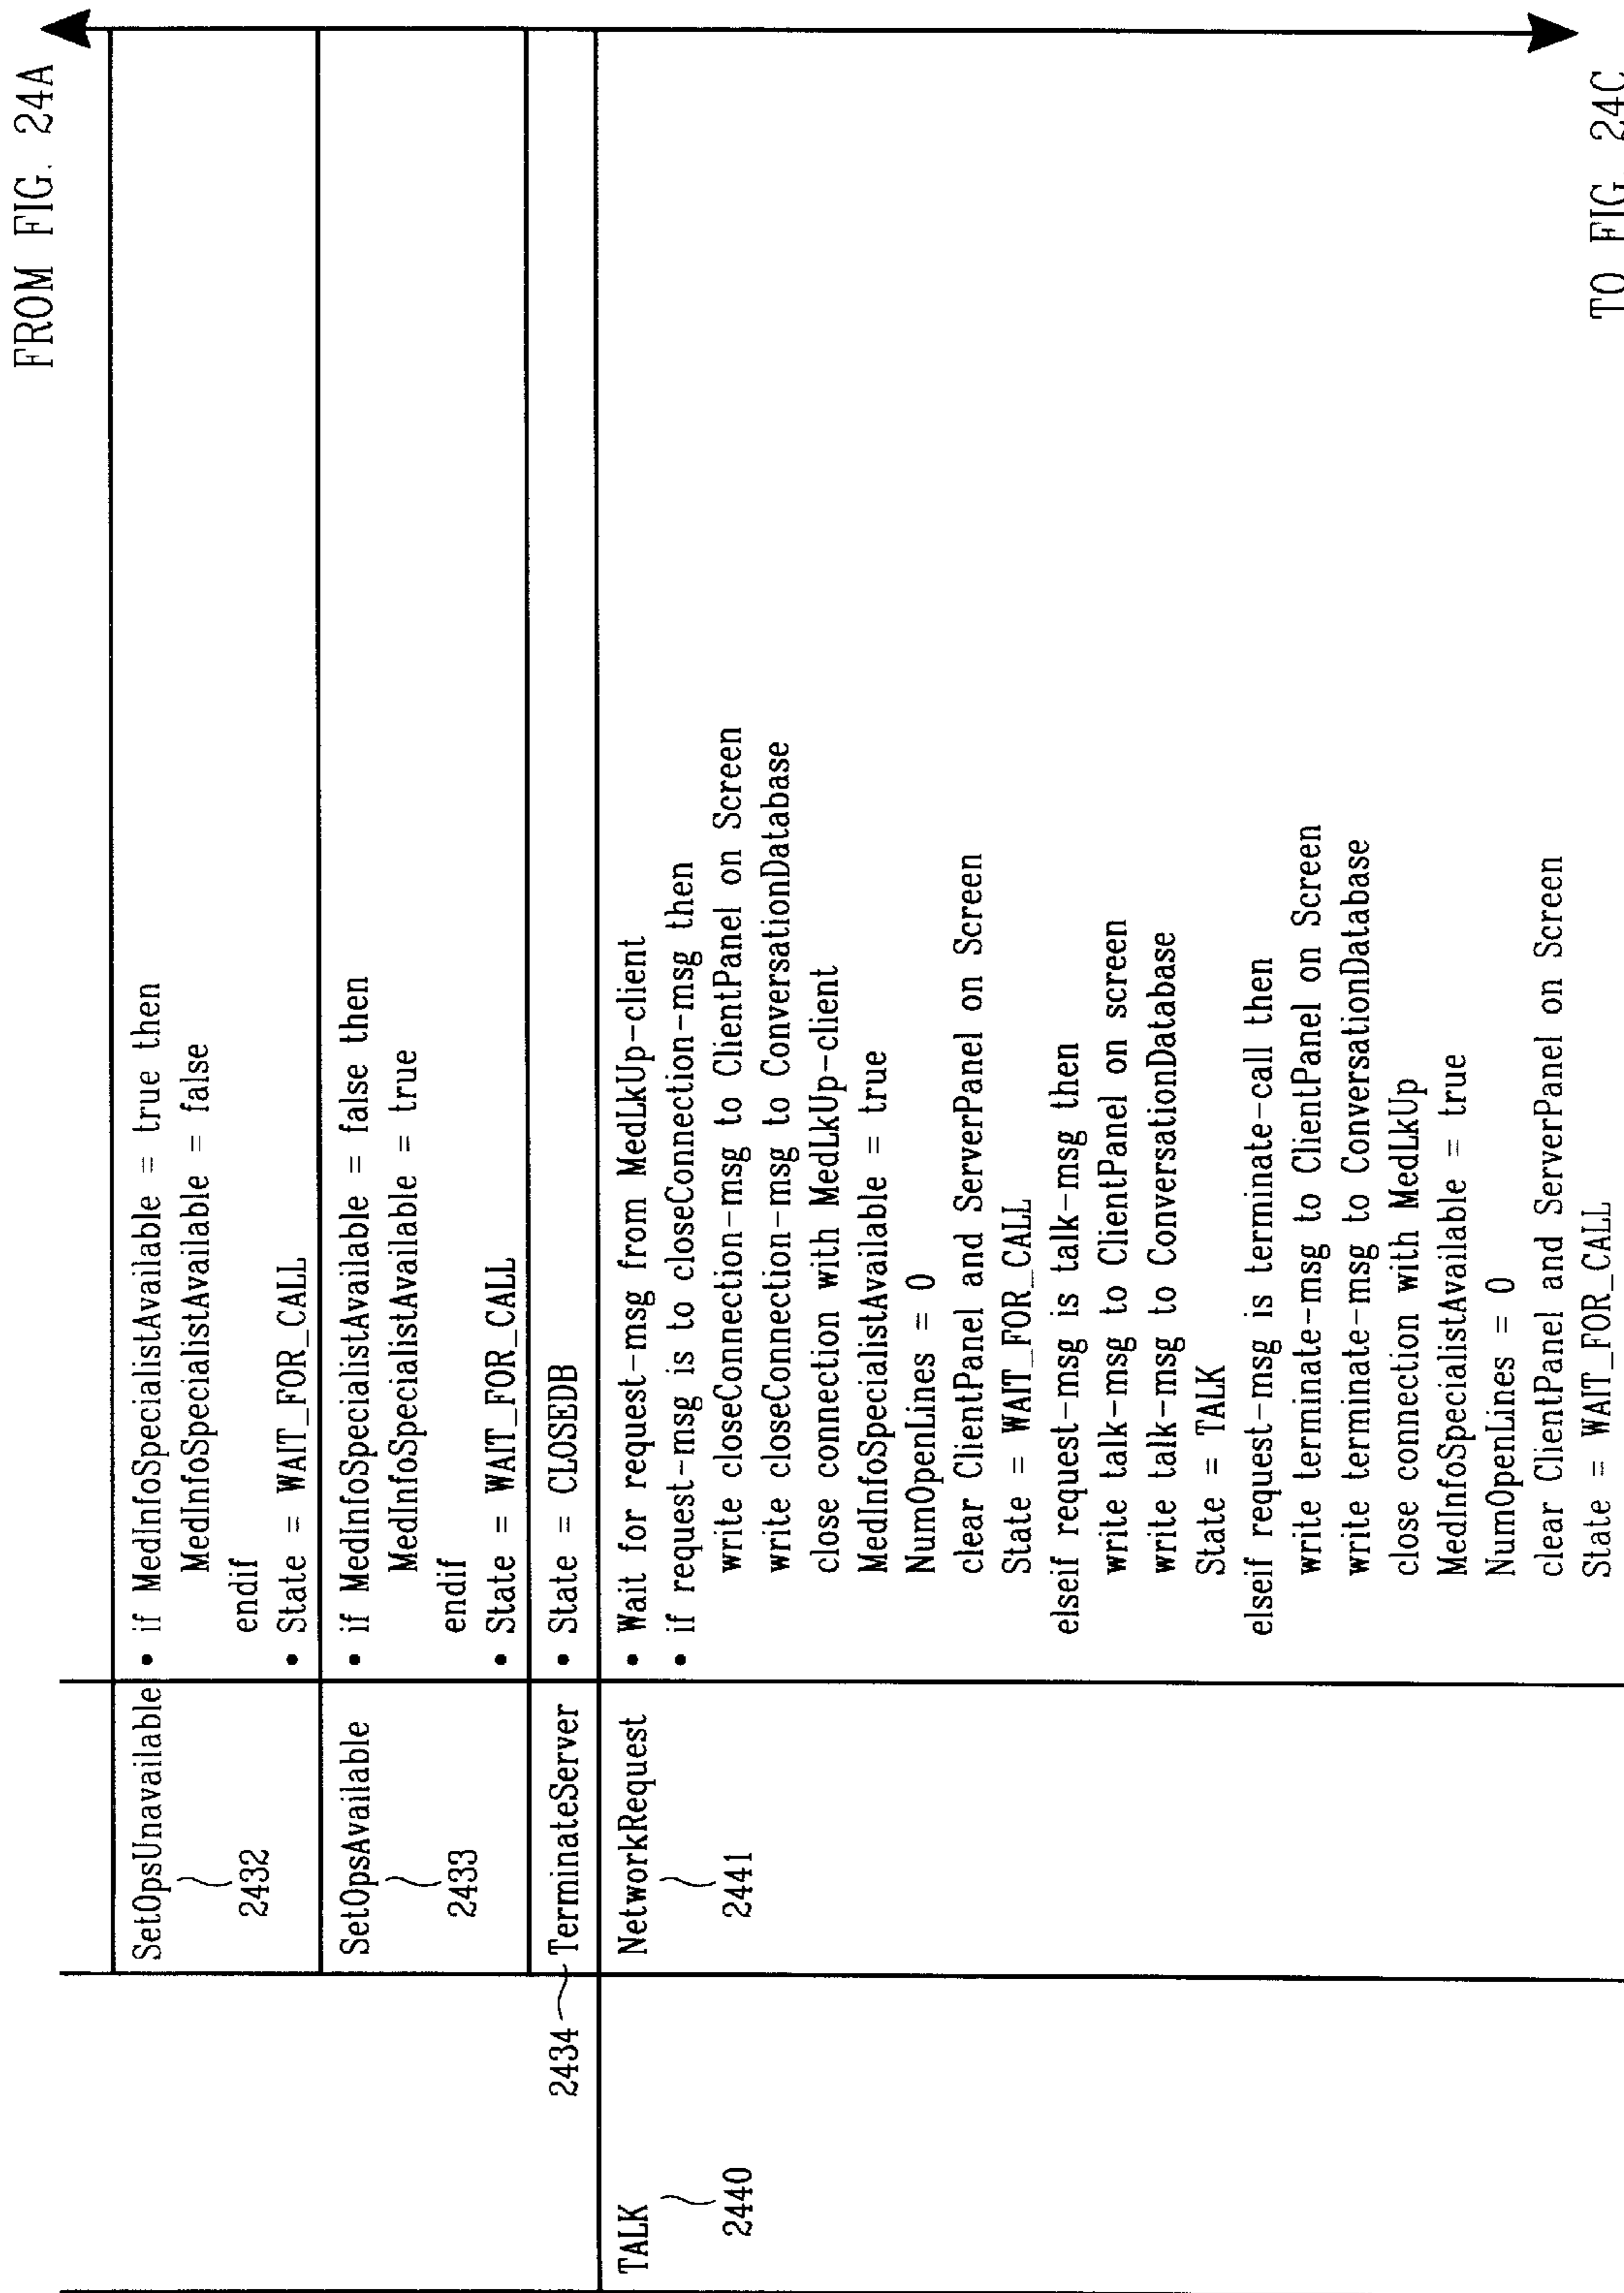 FROM FIG. 24A
SetOpsUnavailable
2432
• if MedInfoSpecialistAvailable = true then
MedInfoSpecialistAvailable = false
endif
• State = WAIT_FOR_CALL
SetOpsAvailable
2433
• if MedInfoSpecialistAvailable = false then
MedInfoSpecialistAvailable = true
endif
• State = WAIT_FOR_CALL
2434
TerminateServer
• State = CLOSEDB
TALK
2440
NetworkRequest
2441
• Wait for request-msg from MedLkUp-client
• if request-msg is to closeConnection-msg then
write closeConnection-msg to ClientPanel on Screen
write closeConnection-msg to ConversationDatabase
close connection with MedLkUp-client
MedInfoSpecialistAvailable = true
NumOpenLines = 0
clear ClientPanel and ServerPanel on Screen
State = WAIT_FOR_CALL
elseif request-msg is talk-msg then
write talk-msg to ClientPanel on screen
write talk-msg to ConversationDatabase
State = TALK
elseif request-msg is terminate-call then
write terminate-msg to ClientPanel on Screen
write terminate-msg to ConversationDatabase
close connection with MedLkUp
MedInfoSpecialistAvailable = true
NumOpenLines = 0
clear ClientPanel and ServerPanel on Screen
State = WAIT_FOR_CALL
TO FIG. 24C